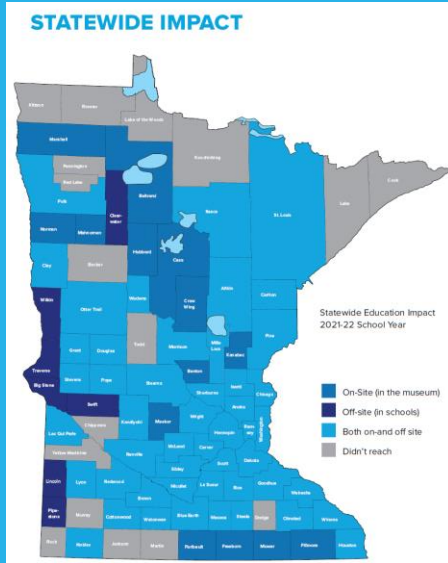 STATEWIDE IMPACT
Kittson
Roseau
Lake of the Woods
Marshall
Koochiching
Pennington
Red Lake
Cook
Polk
Clear-
water
Beltrami
Itasca
St. Louis
Lake
Norman
Mahnomen
Hubbard
Cass
Clay
Becker
Aitkin
Carlton
Wadena
Crow
Wing
Wilkin
Otter Tail
Pine
Todd
Mille
Lacs
Kanabec
Grant
Douglas
Morrison
Traverse
Big Stone
Stevens
Pope
Stearns
Benton
Isanti
Chisago
Sherburne
Anoka
Swift
Kandiyohi
Meeker
Wright
Hennepin
Ram-
sey
Washington
Chippewa
Lac Qui Parle
Yellow Medicine
Renville
McLeod
Carver
Scott
Dakota
Sibley
Lincoln
Lyon
Redwood
Nicollet
Le Sueur
Rice
Goodhue
Wabasha
Brown
Pipe-
stone
Murray
Cottonwood
Watonwan
Blue Earth
Waseca
Steele
Dodge
Olmsted
Winona
Rock
Nobles
Jackson
Martin
Faribault
Freeborn
Mower
Fillmore
Houston
Statewide Education Impact
2021-22 School Year
On-Site (in the museum)
Off-site (in schools)
Both on-and off site
Didn't reach